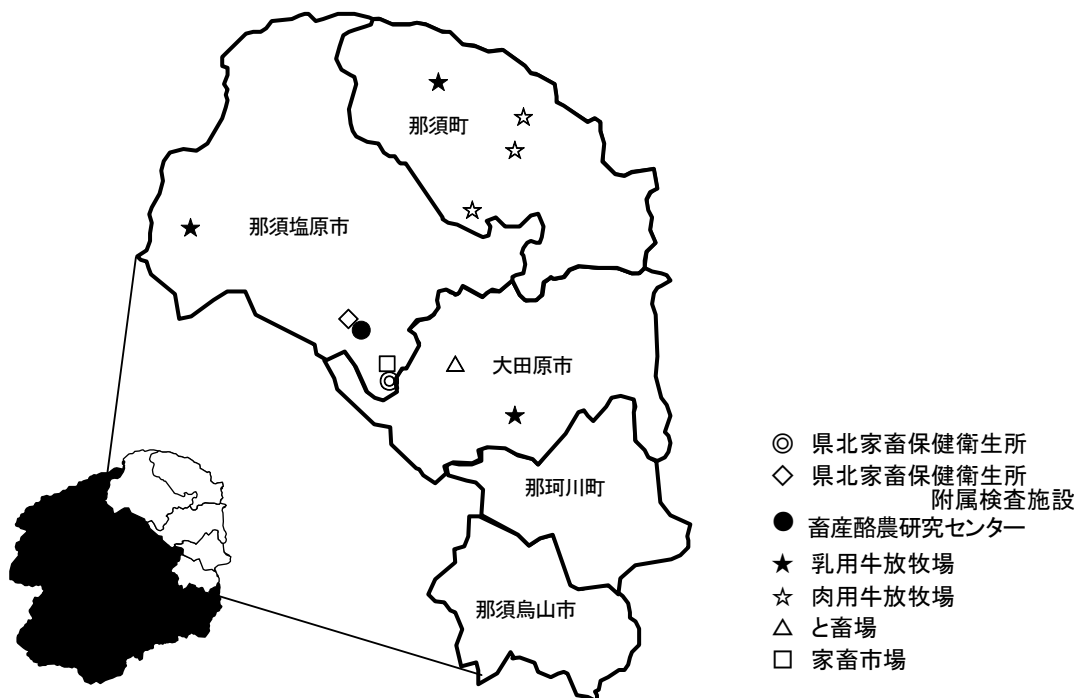 那須町
那須塩原市
大田原市
那珂川町
那須烏山市
◎ 県北家畜保健衛生所
◇ 県北家畜保健衛生所
附属検査施設
● 畜産酪農研究センター
★ 乳用牛放牧場
☆ 肉用牛放牧場
△ と畜場
□ 家畜市場